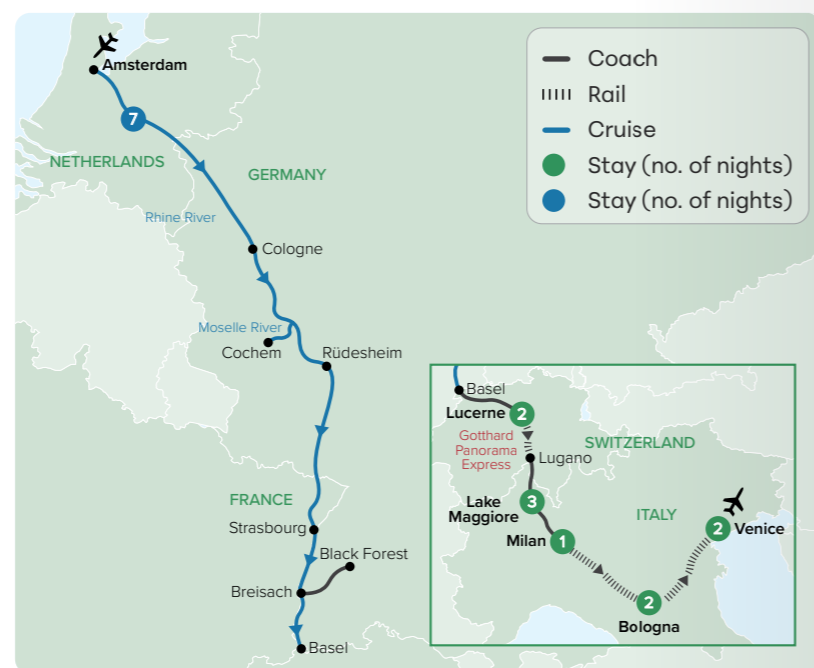 Amsterdam
7
NETHERLANDS
GERMANY
Rhine River
Cologne
Moselle River
Cochem
Rüdesheim
FRANCE
Strasbourg
Black Forest
Breisach
Basel
Coach
Rail
Cruise
Stay (no. of nights)
Stay (no. of nights)
Basel
Lucerne
2
Gotthard
Panorama
Express
SWITZERLAND
Lugano
Lake
Maggiore
3
ITALY
Milan
1
2
Venice
2
Bologna